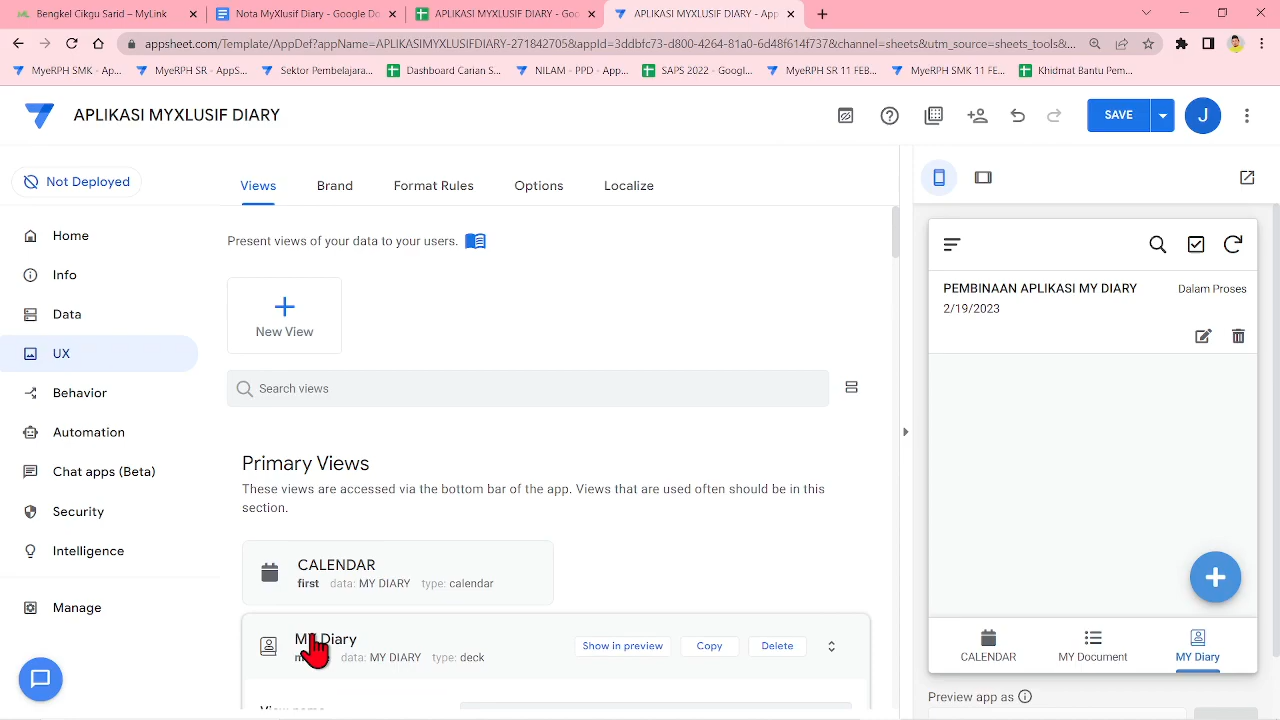 Bengkel Cikgu Sarid – MyLink
Nota MyXlusif Diary - Google Do
APLIKASI MYXLUSIF DIARY - Goo
APLIKASI MYXLUSIF DIARY - App
appsheet.com/Template/AppDef?appName=APLIKASIMYXLUSIFDIARY-271842705&appId=3ddbfc73-d800-4264-81a0-6d48f614f737&channel=sheets&utm_source=sheets_tools&...
MyeRPH SMK - Ap...
MyeRPH SR - AppS...
Sektor Pembelajara...
Dashboard Carian S...
NILAM - PPD - App...
SAPS 2022 - Googl...
MyeRPH SR 11 FEB...
MyeRPH SMK 11 FE...
Khidmat Bantu Pem...
APLIKASI MYXLUSIF DIARY
SAVE
J
Not Deployed
Home
Info
Data
UX
Behavior
Automation
Chat apps (Beta)
Security
Intelligence
Manage
Views
Brand
Format Rules
Options
Localize
Present views of your data to your users.
New View
Search views
Primary Views
These views are accessed via the bottom bar of the app. Views that are used often should be in this
section.
CALENDAR
first data: MY DIARY type: calendar
MY Diary
data: MY DIARY type: deck
Show in preview
Copy
Delete
PEMBINAAN APLIKASI MY DIARY
Dalam Proses
2/19/2023
CALENDAR
MY Document
MY Diary
Preview app as